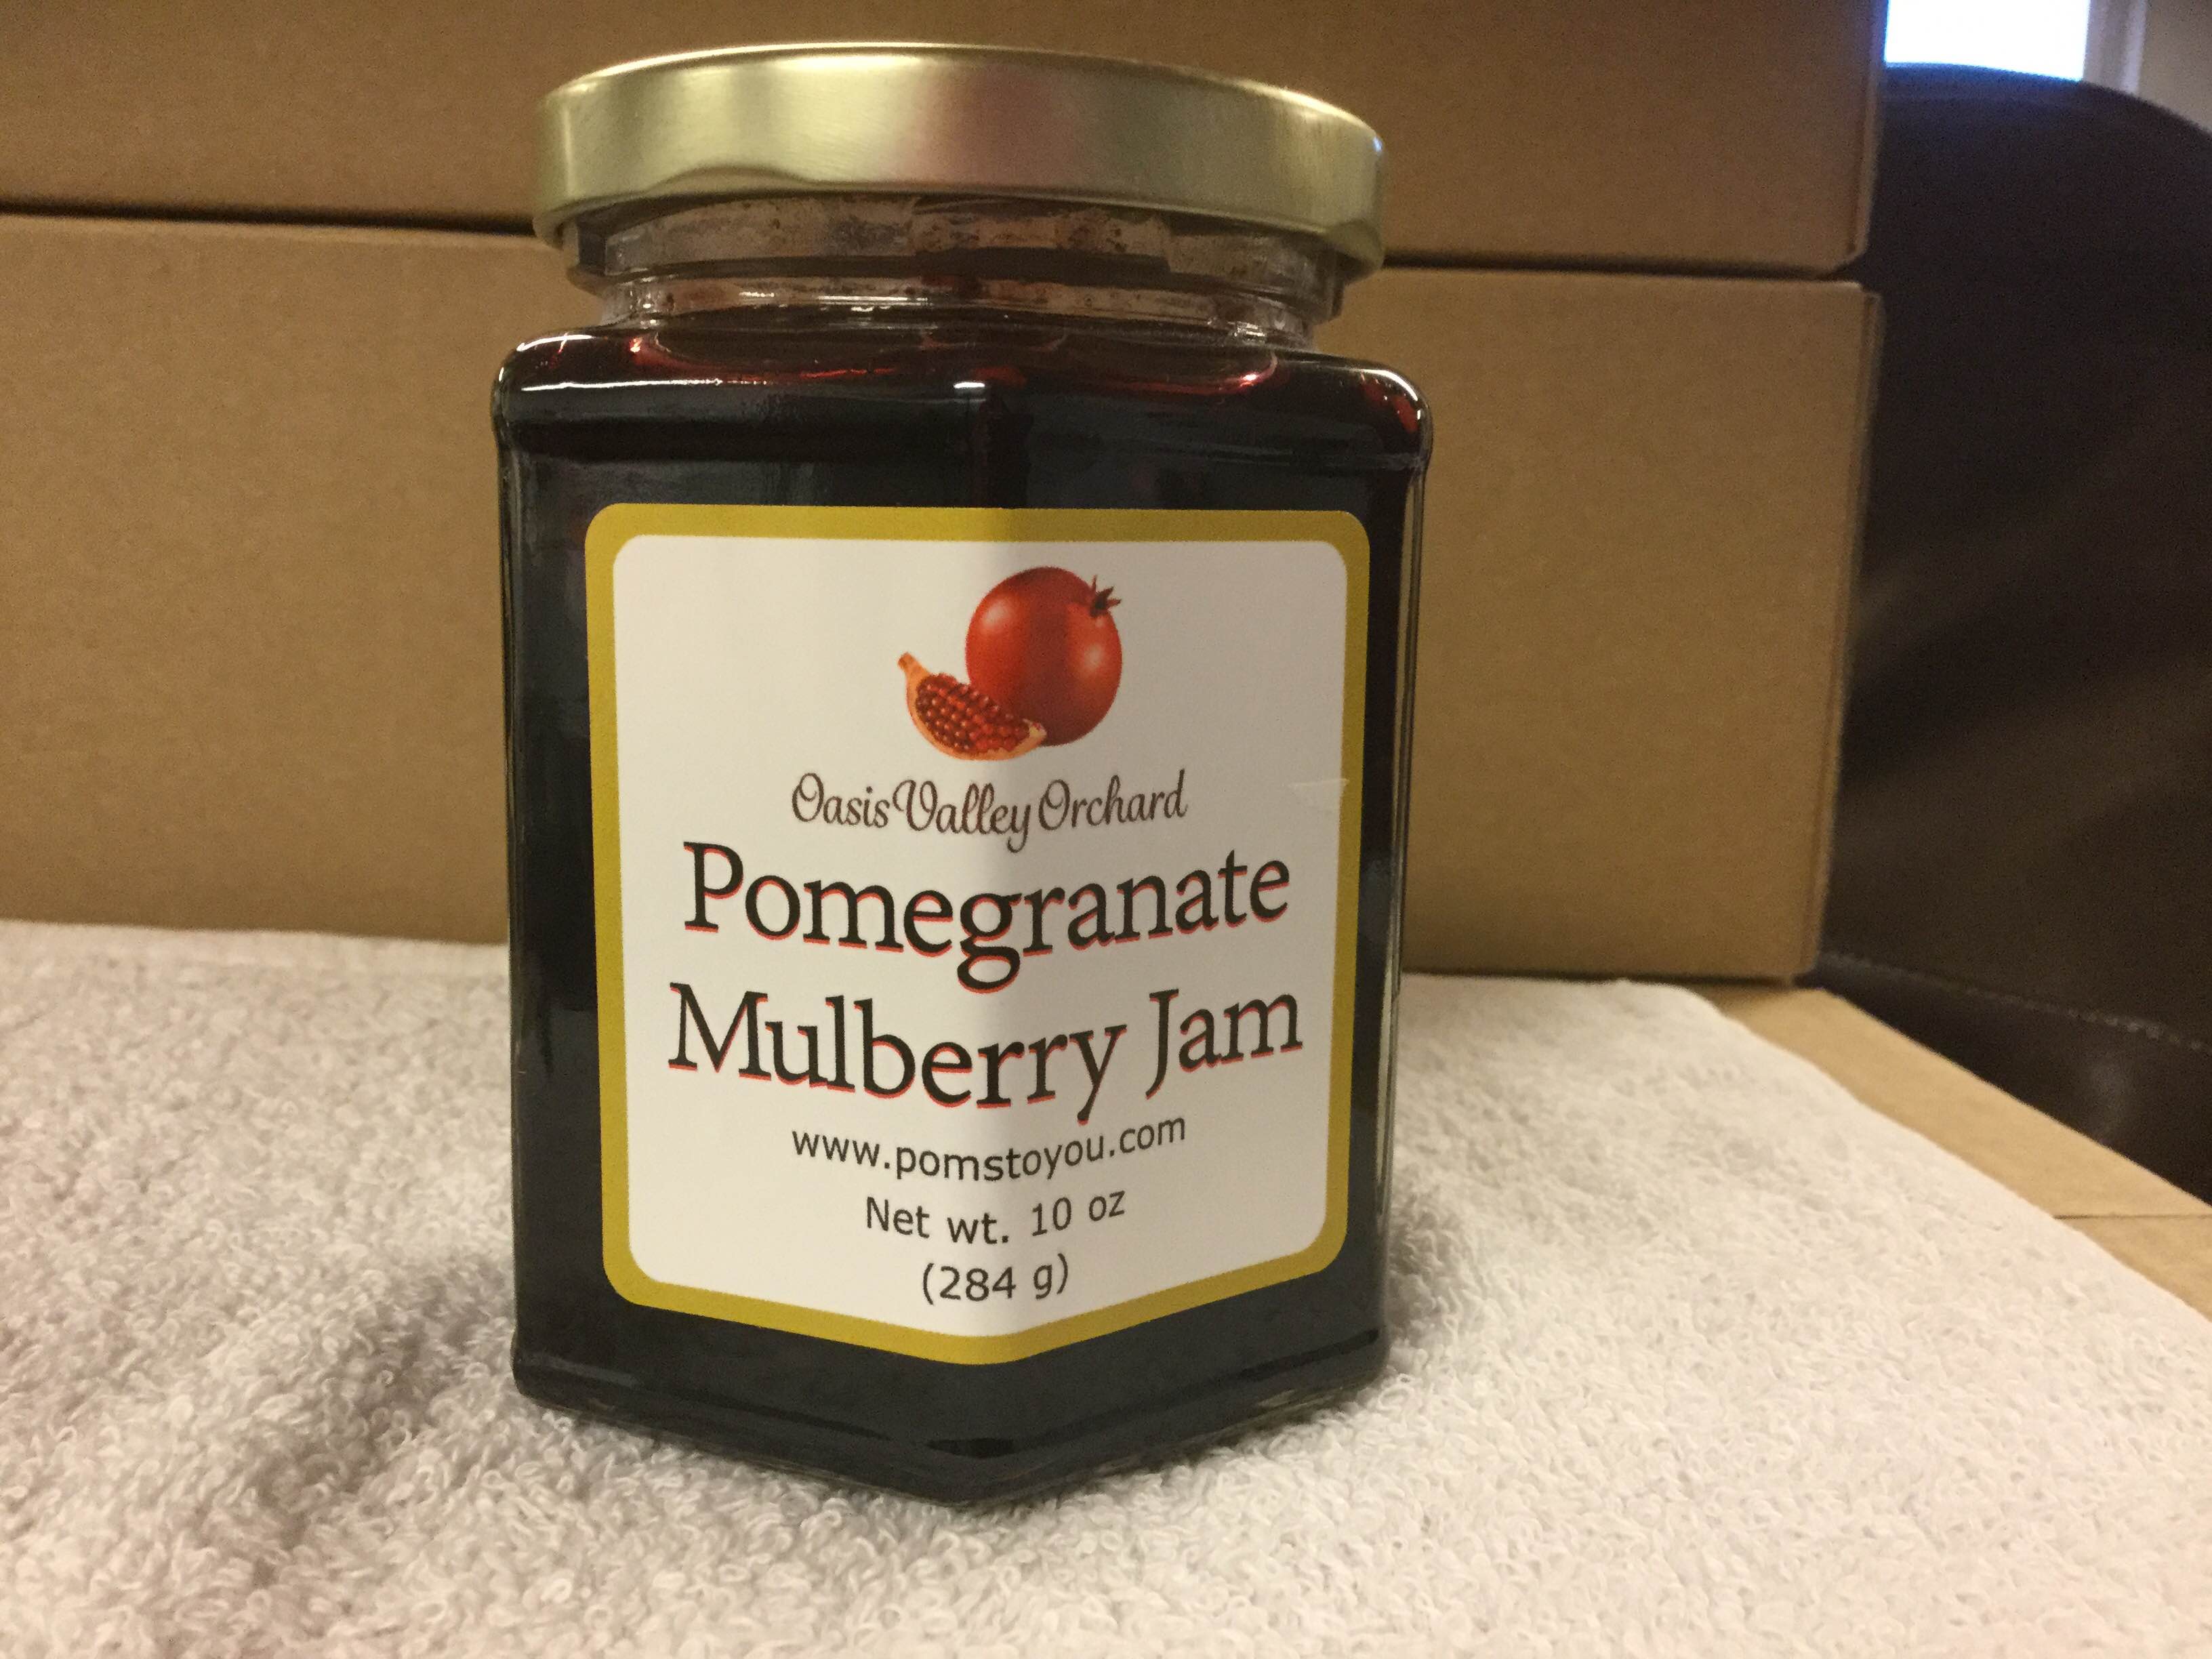 Oasis Valley Orchard
Pomegranate
Mulberry Jam
www.pomstoyou.com
Net wt. 10 oz
(284 g)